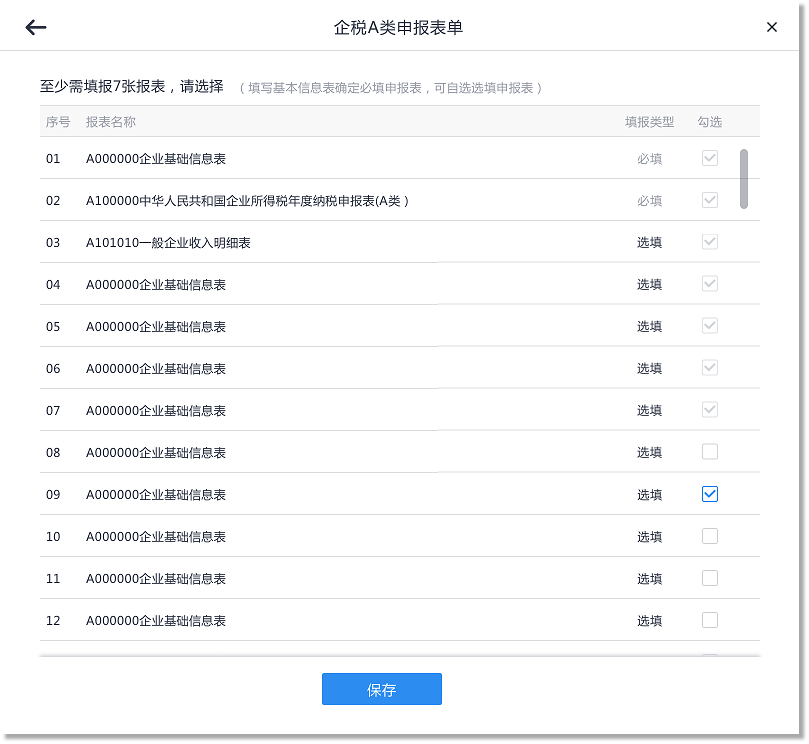 企税A类申报表单
至少需填报7张报表，请选择 （填写基本信息表确定必填申报表，可自选选填申报表）
序号 报表名称 填报类型 勾选
01 A000000企业基础信息表 必填
02 A100000中华人民共和国企业所得税年度纳税申报表(A类） 必填
03 A101010一般企业收入明细表 选填
04 A000000企业基础信息表 选填
05 A000000企业基础信息表 选填
06 A000000企业基础信息表 选填
07 A000000企业基础信息表 选填
08 A000000企业基础信息表 选填
09 A000000企业基础信息表 选填
10 A000000企业基础信息表 选填
11 A000000企业基础信息表 选填
12 A000000企业基础信息表 选填
保存